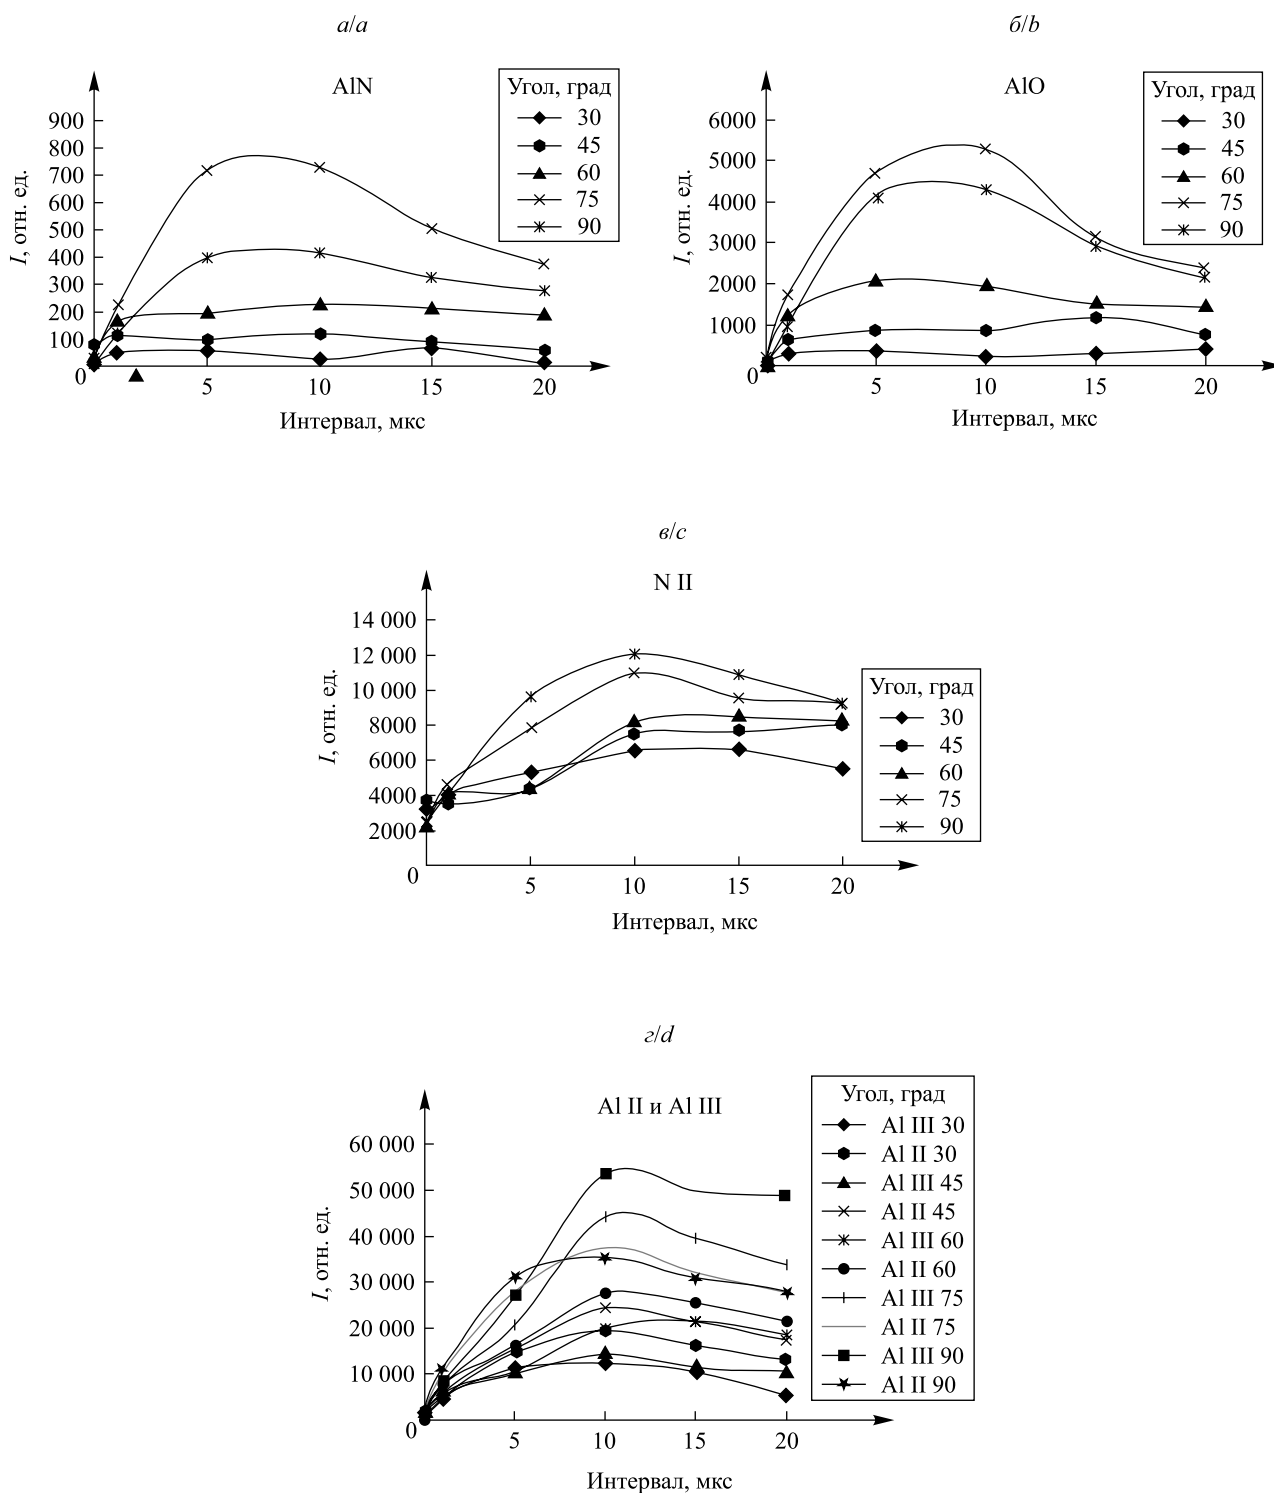 а/a
AlN
I, отн. ед.
900
800
700
600
500
400
300
200
100
0
5
10
15
20
Интервал, мкс
Угол, град
30
45
60
75
90
б/b
AlO
I, отн. ед.
6000
5000
4000
3000
2000
1000
0
5
10
15
20
Интервал, мкс
Угол, град
30
45
60
75
90
в/c
N II
I, отн. ед.
14 000
12 000
10 000
8000
6000
4000
2000
0
5
10
15
20
Интервал, мкс
Угол, град
30
45
60
75
90
г/d
Al II и Al III
I, отн. ед.
60 000
50 000
40 000
30 000
20 000
10 000
0
5
10
15
20
Интервал, мкс
Угол, град
Al III 30
Al II 30
Al III 45
Al II 45
Al III 60
Al II 60
Al III 75
Al II 75
Al III 90
Al II 90